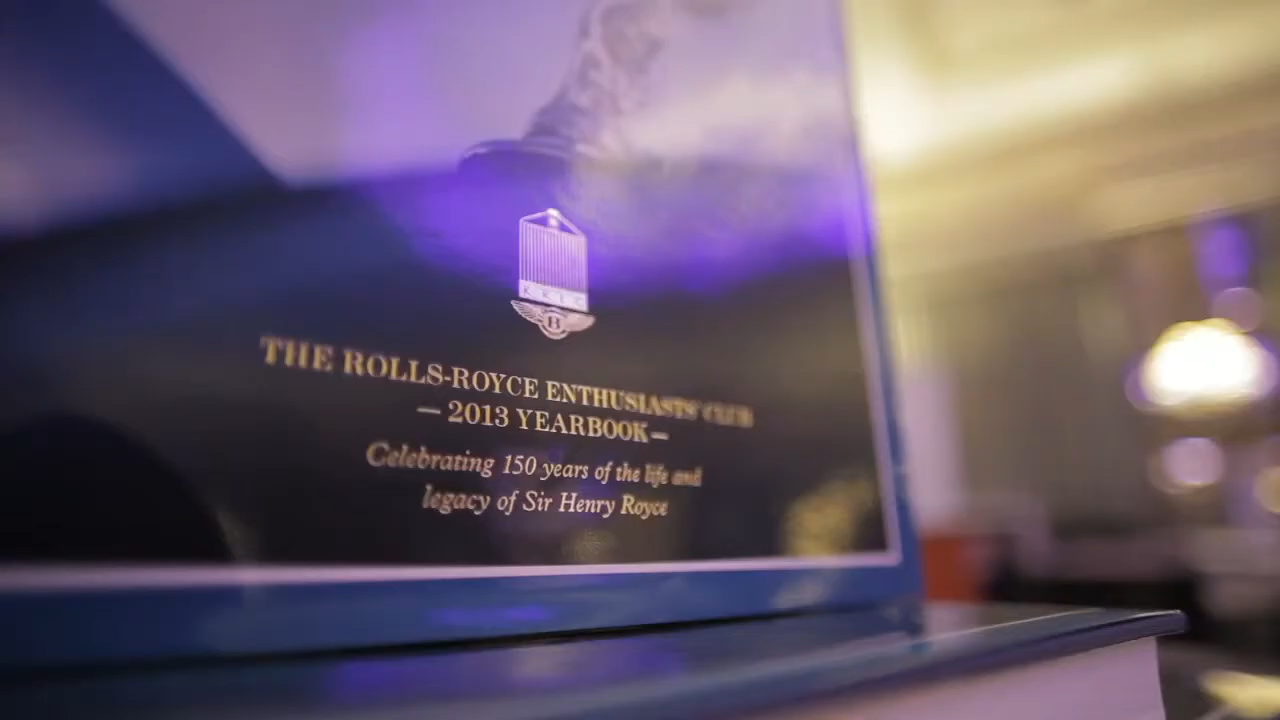 RREC
B
THE ROLLS-ROYCE ENTHUSIASTS' CLUB
— 2013 YEARBOOK —
Celebrating 150 years of the life and
legacy of Sir Henry Royce